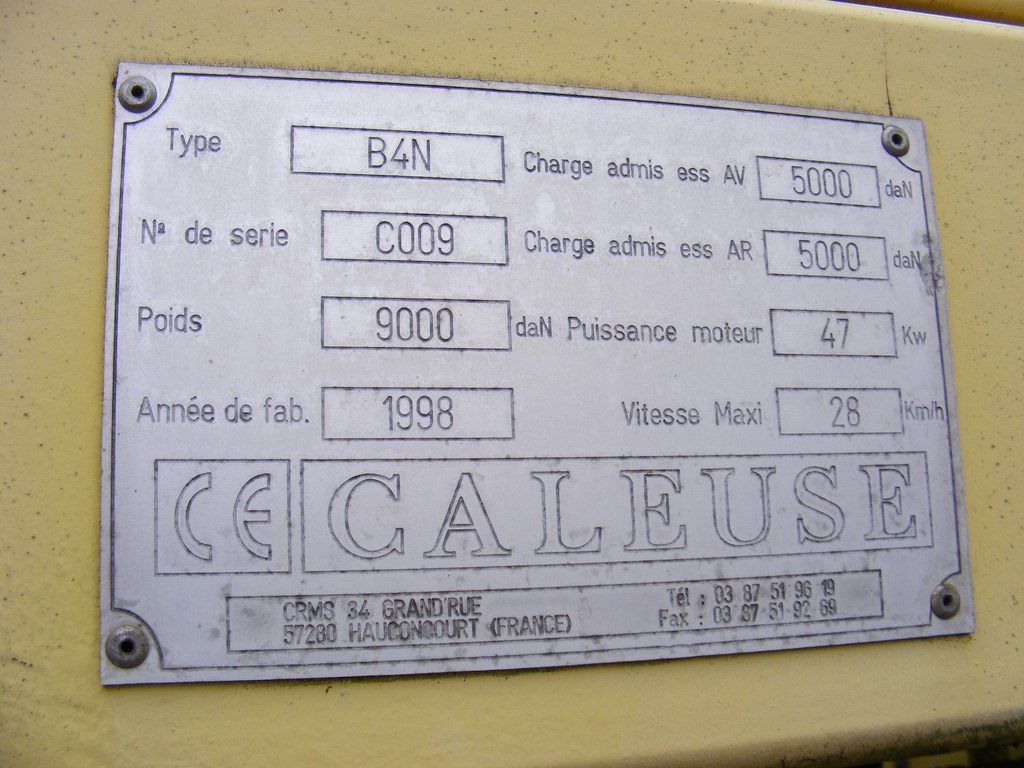 Type B4N Charge admis ess AV 5000 daN
Nº de serie C009 Charge admis ess AR 5000 daN
Poids 9000 daN Puissance moteur 47 Kw
Année de fab. 1998 Vitesse Maxi 28 Km/h
CE CALEUSE
CRMS 34 GRAND'RUE Tél : 03 87 51 96 19
57280 HAUCONCOURT (FRANCE) Fax : 03 87 51 92 69